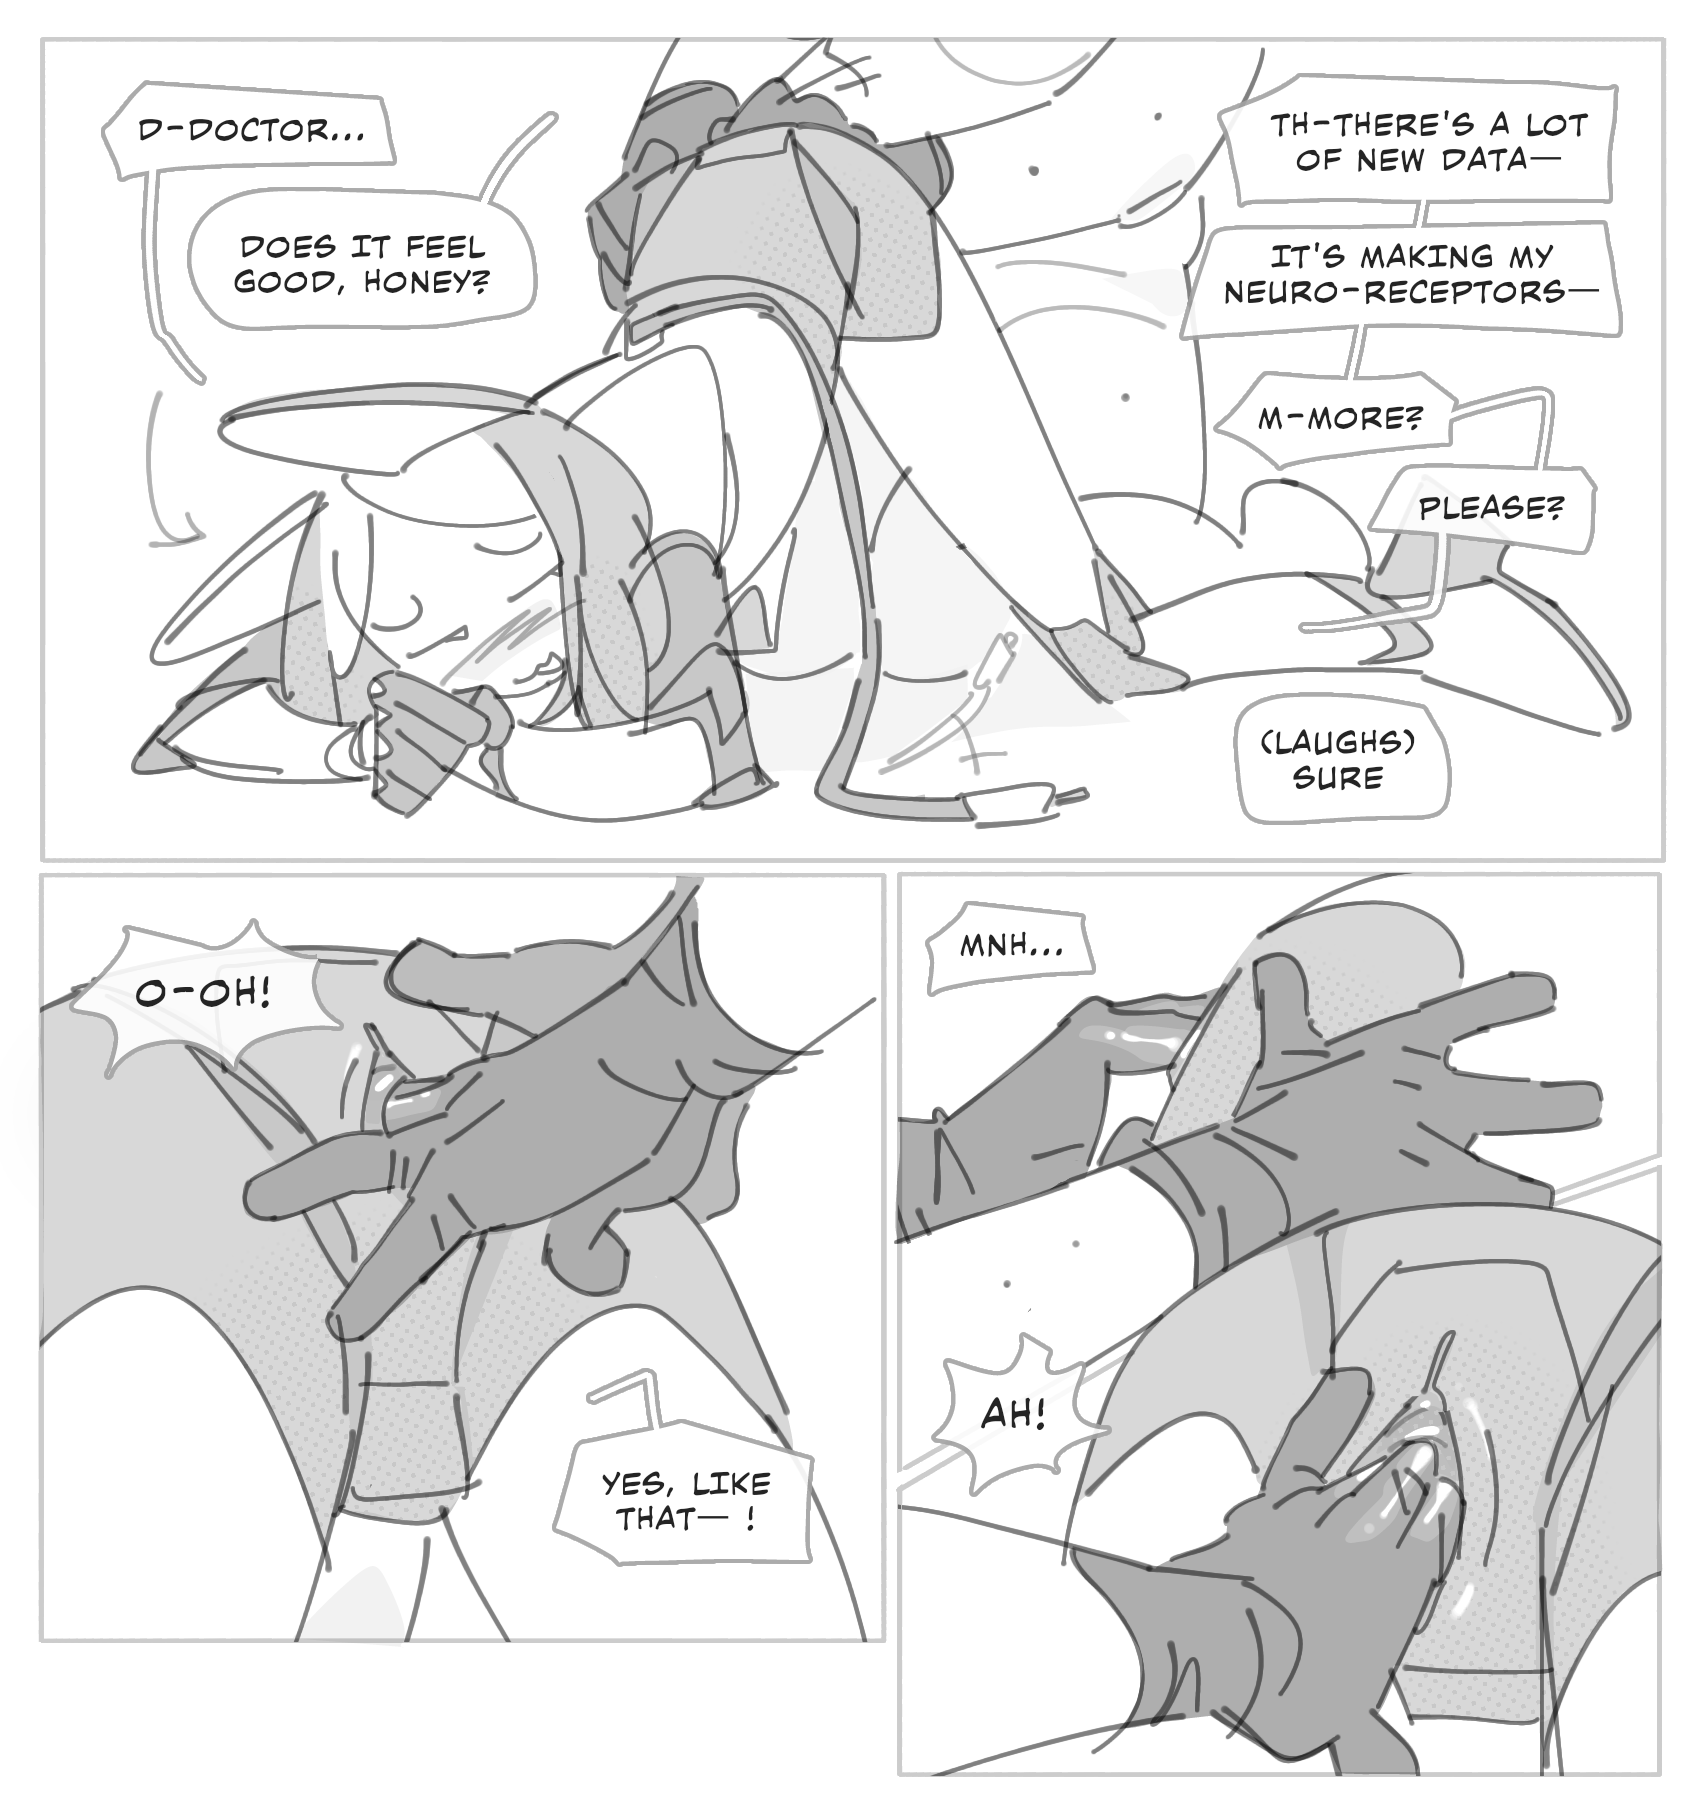 D-DOCTOR...
DOES IT FEEL
GOOD, HONEY?
TH-THERE'S A LOT
OF NEW DATA—
IT'S MAKING MY
NEURO-RECEPTORS—
M-MORE?
PLEASE?
(LAUGHS)
SURE
O-OH!
YES, LIKE
THAT— !
MNH...
AH!